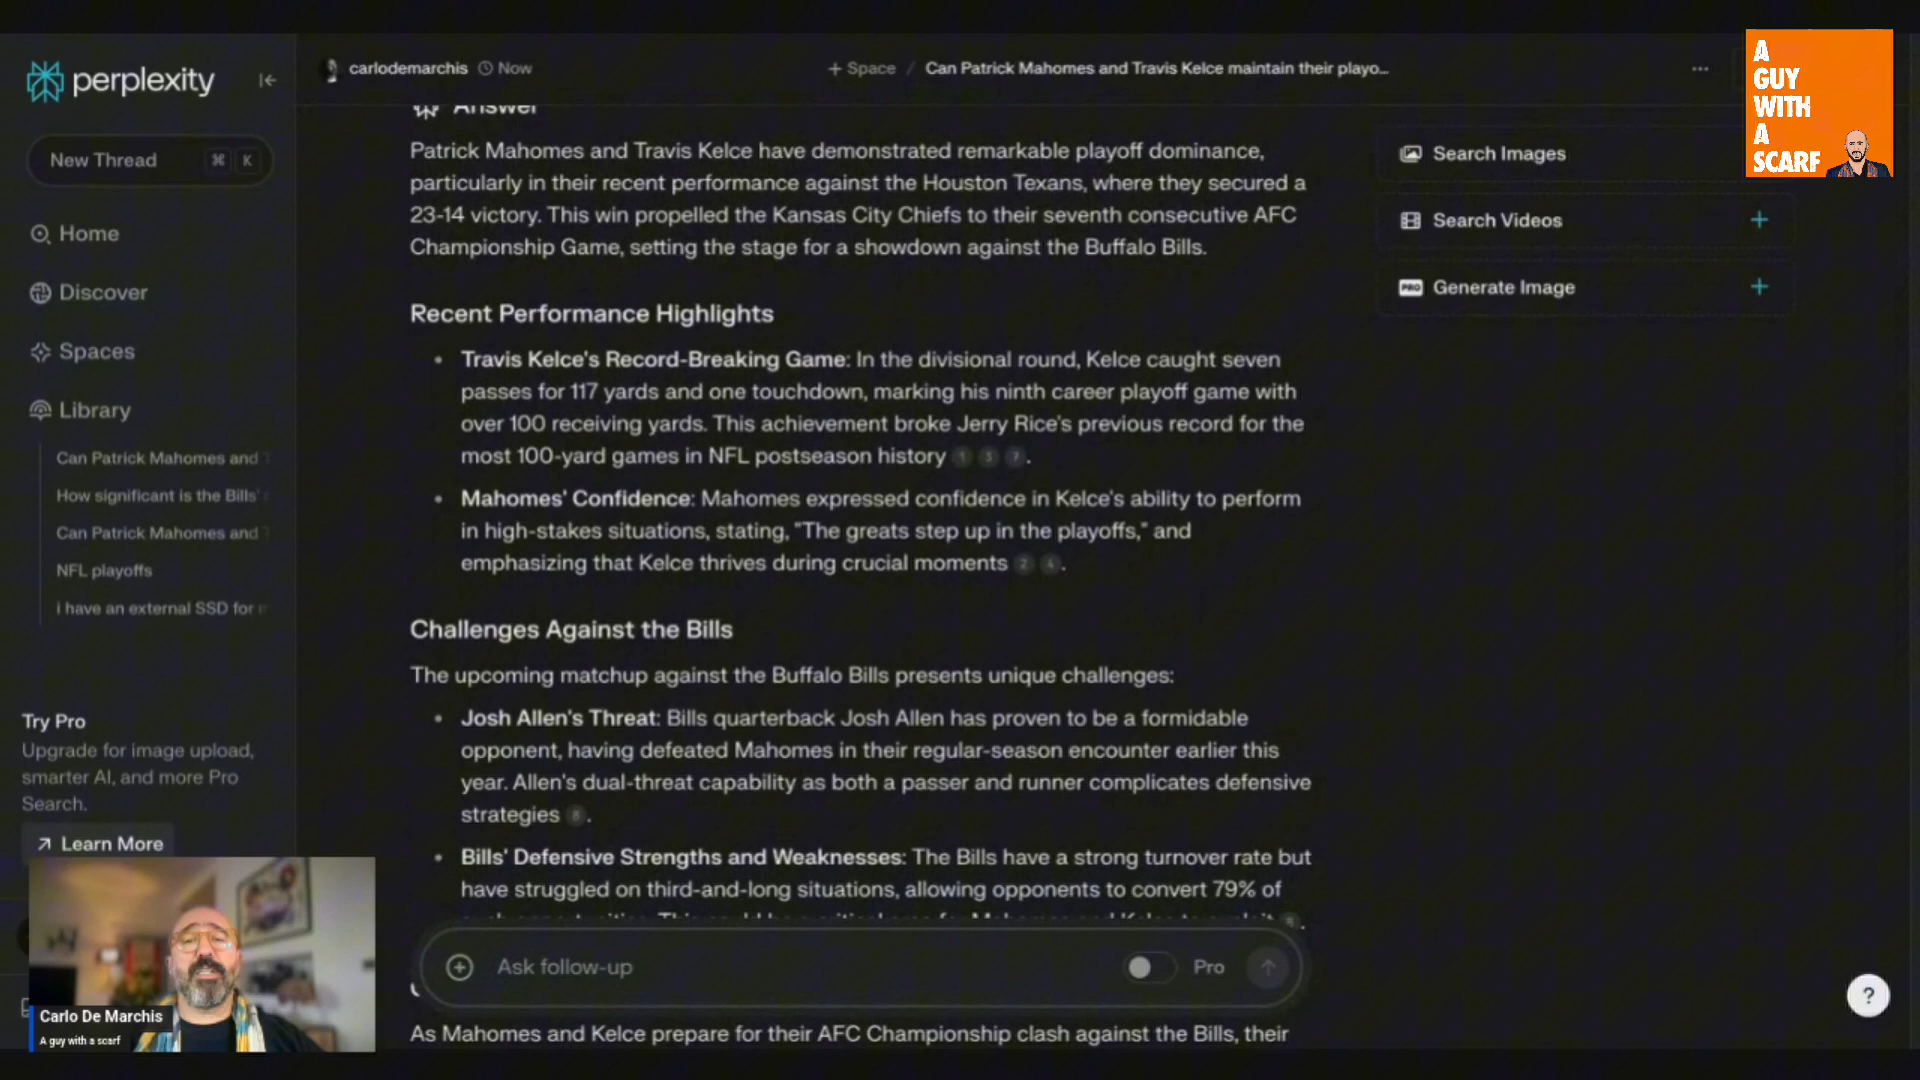 perplexity
New Thread ⌘ K
Home
Discover
Spaces
Library
Can Patrick Mahomes and
How significant is the Bills'
Can Patrick Mahomes and
NFL playoffs
i have an external SSD for
Try Pro
Upgrade for image upload,
smarter AI, and more Pro
Search.
Learn More
carlodemarchis Now
+ Space / Can Patrick Mahomes and Travis Kelce maintain their playo...
Answer
Patrick Mahomes and Travis Kelce have demonstrated remarkable playoff dominance,
particularly in their recent performance against the Houston Texans, where they secured a
23-14 victory. This win propelled the Kansas City Chiefs to their seventh consecutive AFC
Championship Game, setting the stage for a showdown against the Buffalo Bills.
Recent Performance Highlights
• Travis Kelce's Record-Breaking Game: In the divisional round, Kelce caught seven
passes for 117 yards and one touchdown, marking his ninth career playoff game with
over 100 receiving yards. This achievement broke Jerry Rice's previous record for the
most 100-yard games in NFL postseason history 1 3 7.
• Mahomes' Confidence: Mahomes expressed confidence in Kelce's ability to perform
in high-stakes situations, stating, "The greats step up in the playoffs," and
emphasizing that Kelce thrives during crucial moments 2 4.
Challenges Against the Bills
The upcoming matchup against the Buffalo Bills presents unique challenges:
• Josh Allen's Threat: Bills quarterback Josh Allen has proven to be a formidable
opponent, having defeated Mahomes in their regular-season encounter earlier this
year. Allen's dual-threat capability as both a passer and runner complicates defensive
strategies 8.
• Bills' Defensive Strengths and Weaknesses: The Bills have a strong turnover rate but
have struggled on third-and-long situations, allowing opponents to convert 79% of
Ask follow-up
Pro
As Mahomes and Kelce prepare for their AFC Championship clash against the Bills, their
Search Images
Search Videos +
PRO Generate Image +
A
GUY
WITH
A
SCARF
?
Carlo De Marchis
A guy with a scarf